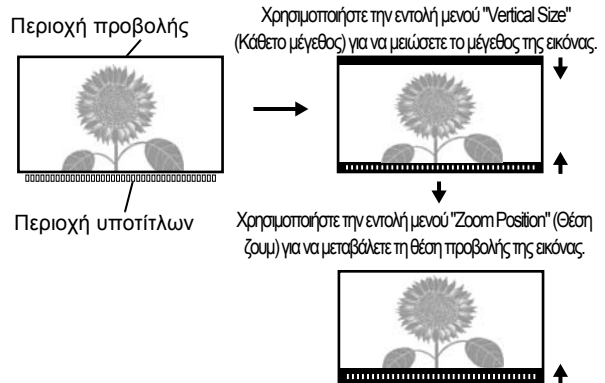 Περιοχή προβολής
Χρησιμοποιήστε την εντολή μενού "Vertical Size"
(Κάθετο μέγεθος) για να μειώσετε το μέγεθος της εικόνας.
Περιοχή υποτίτλων
Χρησιμοποιήστε την εντολή μενού "Zoom Position" (Θέση
ζουμ) για να μεταβάλετε τη θέση προβολής της εικόνας.